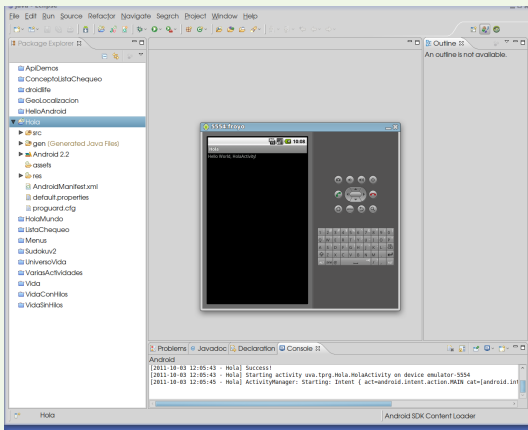 File Edit Run Source Refactor Navigate Search Project Window Help
Package Explorer
ApiDemos
ConceptoListaChequeo
droidlife
GeoLocalizacion
HelloAndroid
Hola
src
gen (Generated Java Files)
Android 2.2
assets
res
AndroidManifest.xml
default.properties
proguard.cfg
HolaMundo
ListaChequeo
Menus
Sudokuv2
UniversoVida
VariasActividades
Vida
VidaConHilos
VidaSinHilos
5554:froyo
10:08
Hola
Hello World, HolaActivity!
Outline
An outline is not available.
Problems Javadoc Declaration Console
Android
[2011-10-03 12:05:43 - Hola] Success!
[2011-10-03 12:05:43 - Hola] Starting activity uva.tprg.Hola.HolaActivity on device emulator-5554
[2011-10-03 12:05:45 - Hola] ActivityManager: Starting: Intent { act=android.intent.action.MAIN cat=[android.int
Hola
Android SDK Content Loader